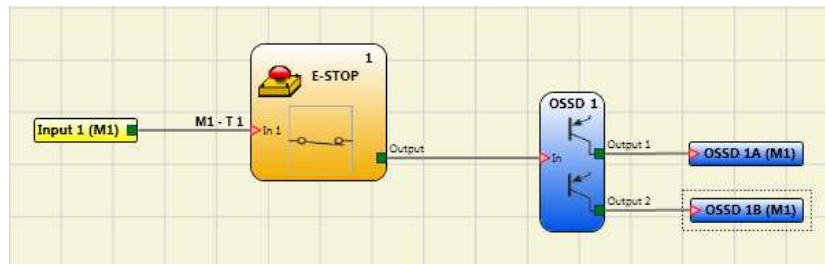 1
E-STOP
OSSD 1
M1 - T 1
Input 1 (M1)
In 1
Output
In
Output 1
OSSD 1A (M1)
Output 2
OSSD 1B (M1)